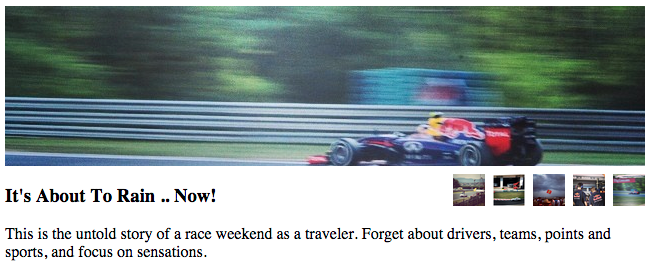 It's About To Rain .. Now!
This is the untold story of a race weekend as a traveler. Forget about drivers, teams, points and
sports, and focus on sensations.